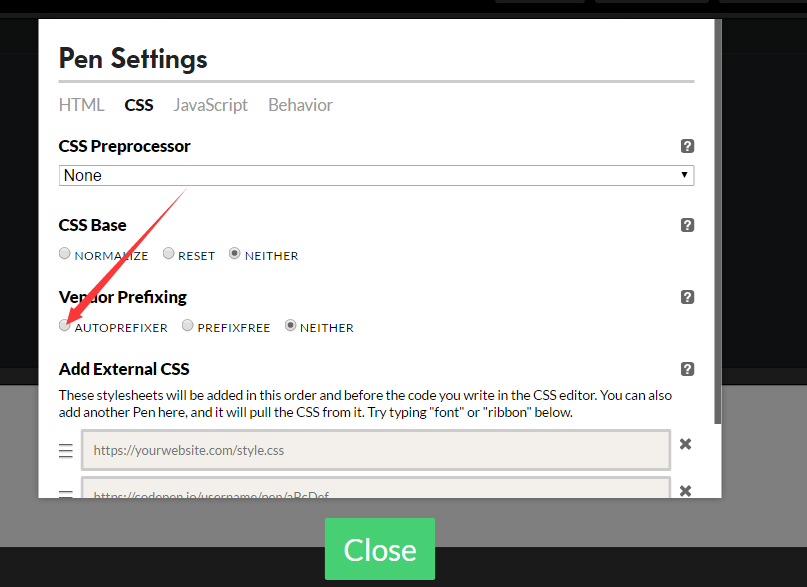 Pen Settings
HTML CSS JavaScript Behavior
CSS Preprocessor ?
None
CSS Base ?
NORMALIZE RESET NEITHER
Vendor Prefixing ?
AUTOPREFIXER PREFIXFREE NEITHER
Add External CSS ?
These stylesheets will be added in this order and before the code you write in the CSS editor. You can also
add another Pen here, and it will pull the CSS from it. Try typing "font" or "ribbon" below.
https://yourwebsite.com/style.css
https://codepen.io/username/pen/aBcDef
Close